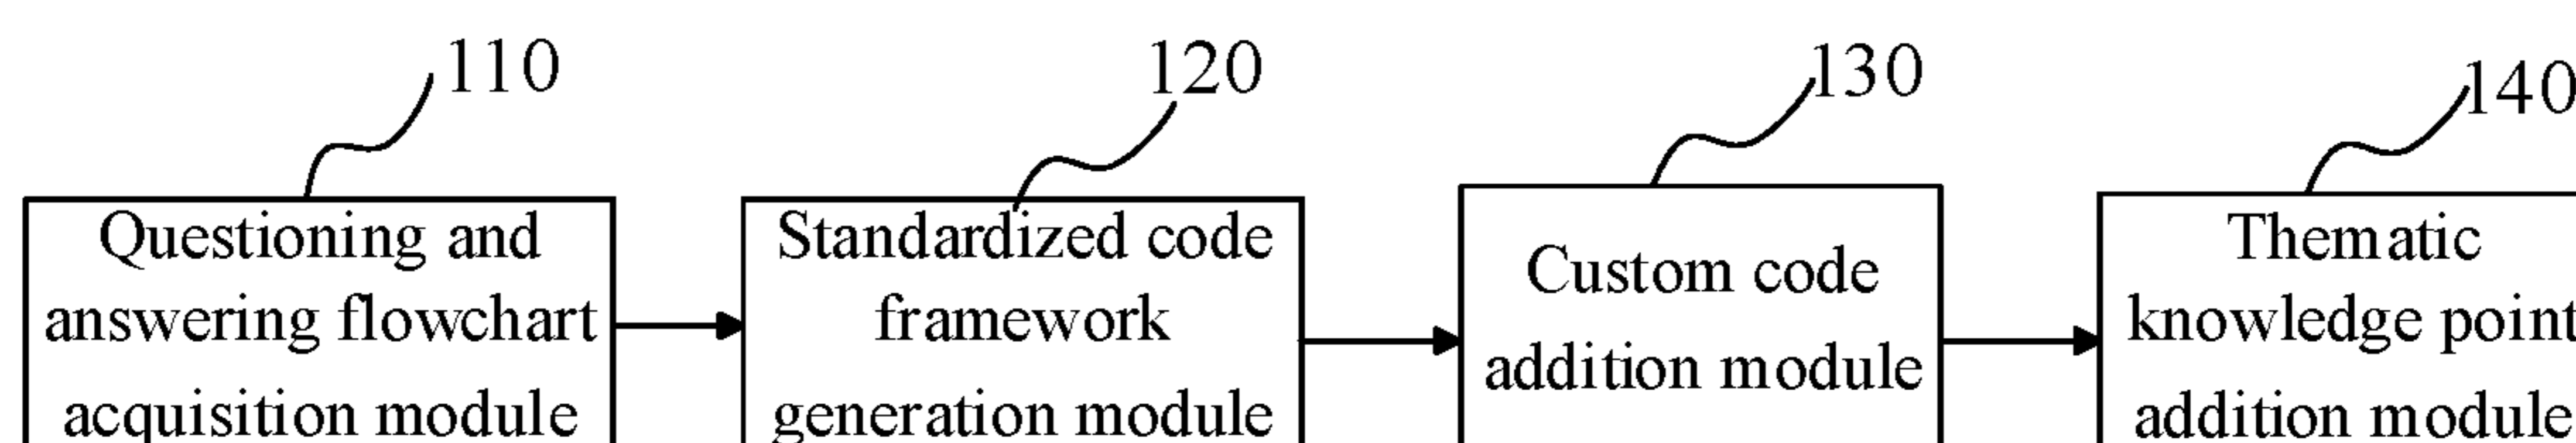 110
120
130
140
Questioning and
answering flowchart
acquisition module
Standardized code
framework
generation module
Custom code
addition module
Thematic
knowledge point
addition module